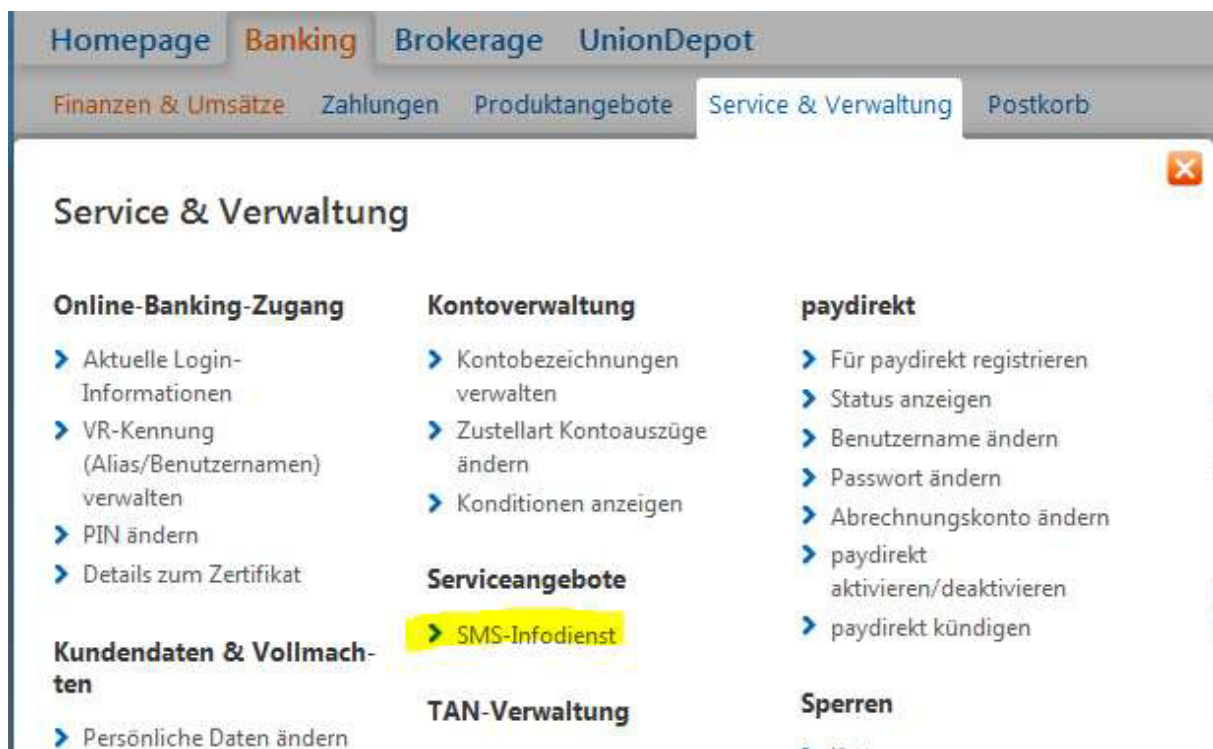 Homepage Banking Brokerage UnionDepot
Finanzen & Umsätze Zahlungen Produktangebote Service & Verwaltung Postkorb
Service & Verwaltung
Online-Banking-Zugang
Aktuelle Login-
Informationen
VR-Kennung
(Alias/Benutzernamen)
verwalten
PIN ändern
Details zum Zertifikat
Kundendaten & Vollmach-
ten
Persönliche Daten ändern
Kontoverwaltung
Kontobezeichnungen
verwalten
Zustellart Kontoauszüge
ändern
Konditionen anzeigen
Serviceangebote
SMS-Infodienst
TAN-Verwaltung
paydirekt
Für paydirekt registrieren
Status anzeigen
Benutzername ändern
Passwort ändern
Abrechnungskonto ändern
paydirekt
aktivieren/deaktivieren
paydirekt kündigen
Sperren